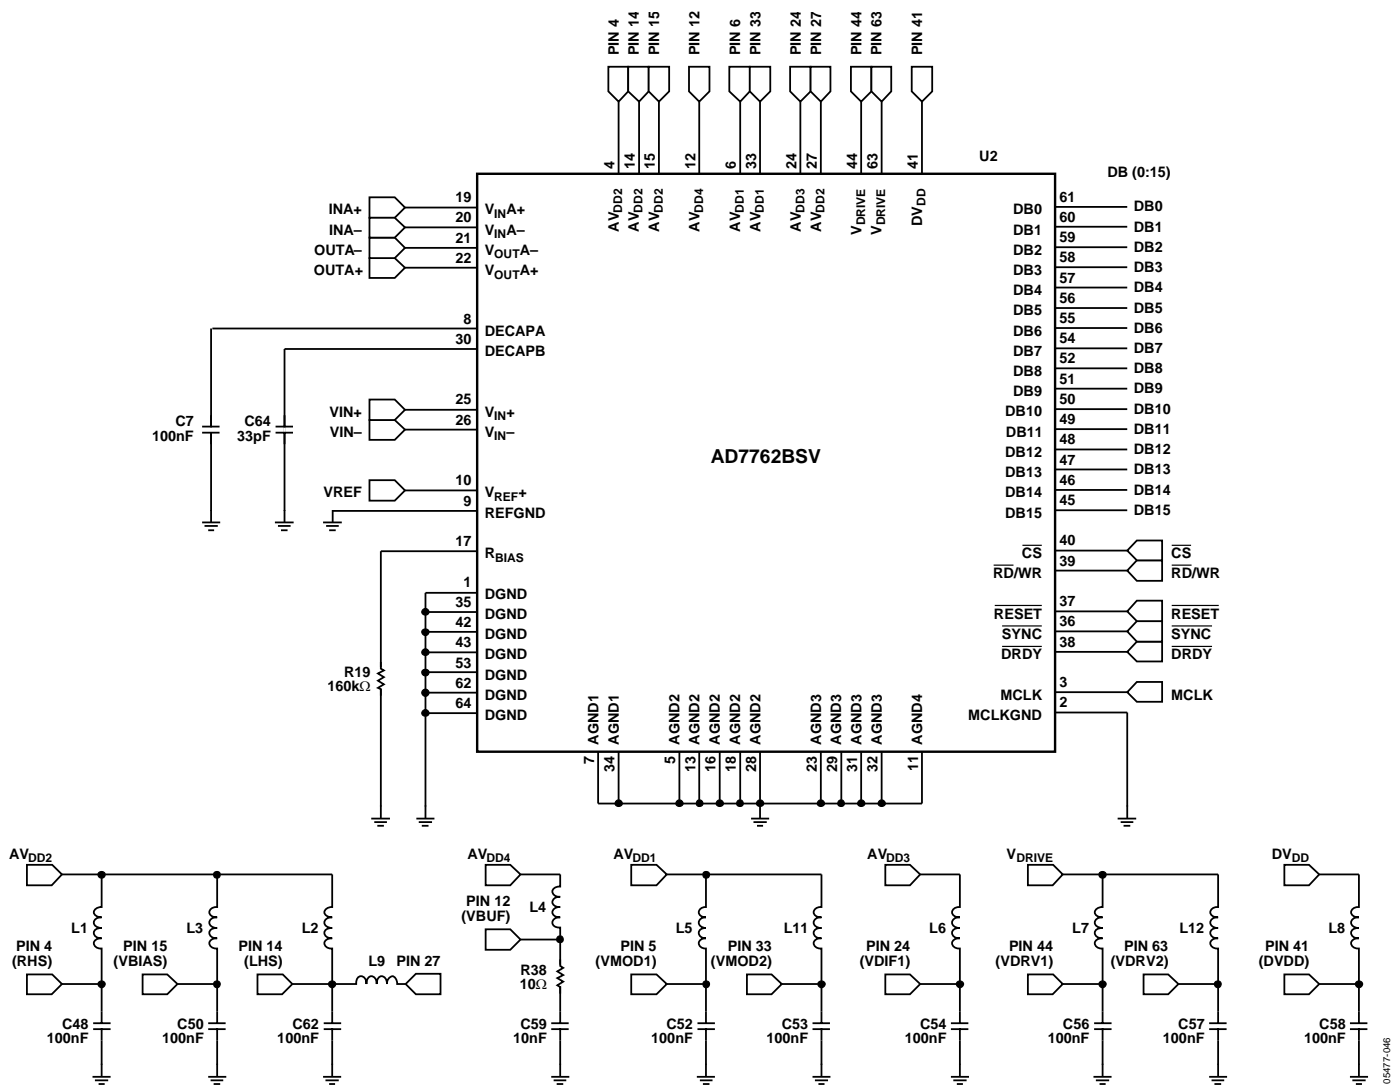 PIN 4 PIN 14 PIN 15 PIN 12 PIN 6 PIN 33 PIN 24 PIN 27 PIN 44 PIN 63 PIN 41
4 14 15 12 6 33 24 27 44 63 41
U2
DB (0:15)
AVDD2 AVDD2 AVDD2 AVDD4 AVDD1 AVDD1 AVDD3 AVDD2 VDRIVE VDRIVE DVDD
INA+ 19 VINA+
INA– 20 VINA–
OUTA– 21 VOUTA–
OUTA+ 22 VOUTA+
8 DECAPA
30 DECAPB
C7
100nF
C64
33pF
VIN+ 25 VIN+
VIN– 26 VIN–
VREF 10 VREF+
9 REFGND
17 RBIAS
R19
160kΩ
1 DGND
35 DGND
42 DGND
43 DGND
53 DGND
62 DGND
64 DGND
AD7762BSV
DB0 61 DB0
DB1 60 DB1
DB2 59 DB2
DB3 58 DB3
DB4 57 DB4
DB5 56 DB5
DB6 55 DB6
DB7 54 DB7
DB8 52 DB8
DB9 51 DB9
DB10 50 DB10
DB11 49 DB11
DB12 48 DB12
DB13 47 DB13
DB14 46 DB14
DB15 45 DB15
CS 40 CS
RD/WR 39 RD/WR
RESET 37 RESET
SYNC 36 SYNC
DRDY 38 DRDY
MCLK 3 MCLK
MCLKGND 2
AGND1 AGND1 AGND2 AGND2 AGND2 AGND2 AGND2 AGND3 AGND3 AGND3 AGND3 AGND4
7 34 5 13 16 18 28 23 29 31 32 11
AVDD2
L1 L3 L2
PIN 4
(RHS)
PIN 15
(VBIAS)
PIN 14
(LHS)
L9 PIN 27
C48
100nF
C50
100nF
C62
100nF
AVDD4
PIN 12
(VBUF)
L4
R38
10Ω
C59
10nF
AVDD1
L5 L11
PIN 5
(VMOD1)
PIN 33
(VMOD2)
C52
100nF
C53
100nF
AVDD3
L6
PIN 24
(VDIF1)
C54
100nF
VDRIVE
L7 L12
PIN 44
(VDRV1)
PIN 63
(VDRV2)
C56
100nF
C57
100nF
DVDD
L8
PIN 41
(DVDD)
C58
100nF
05477-046